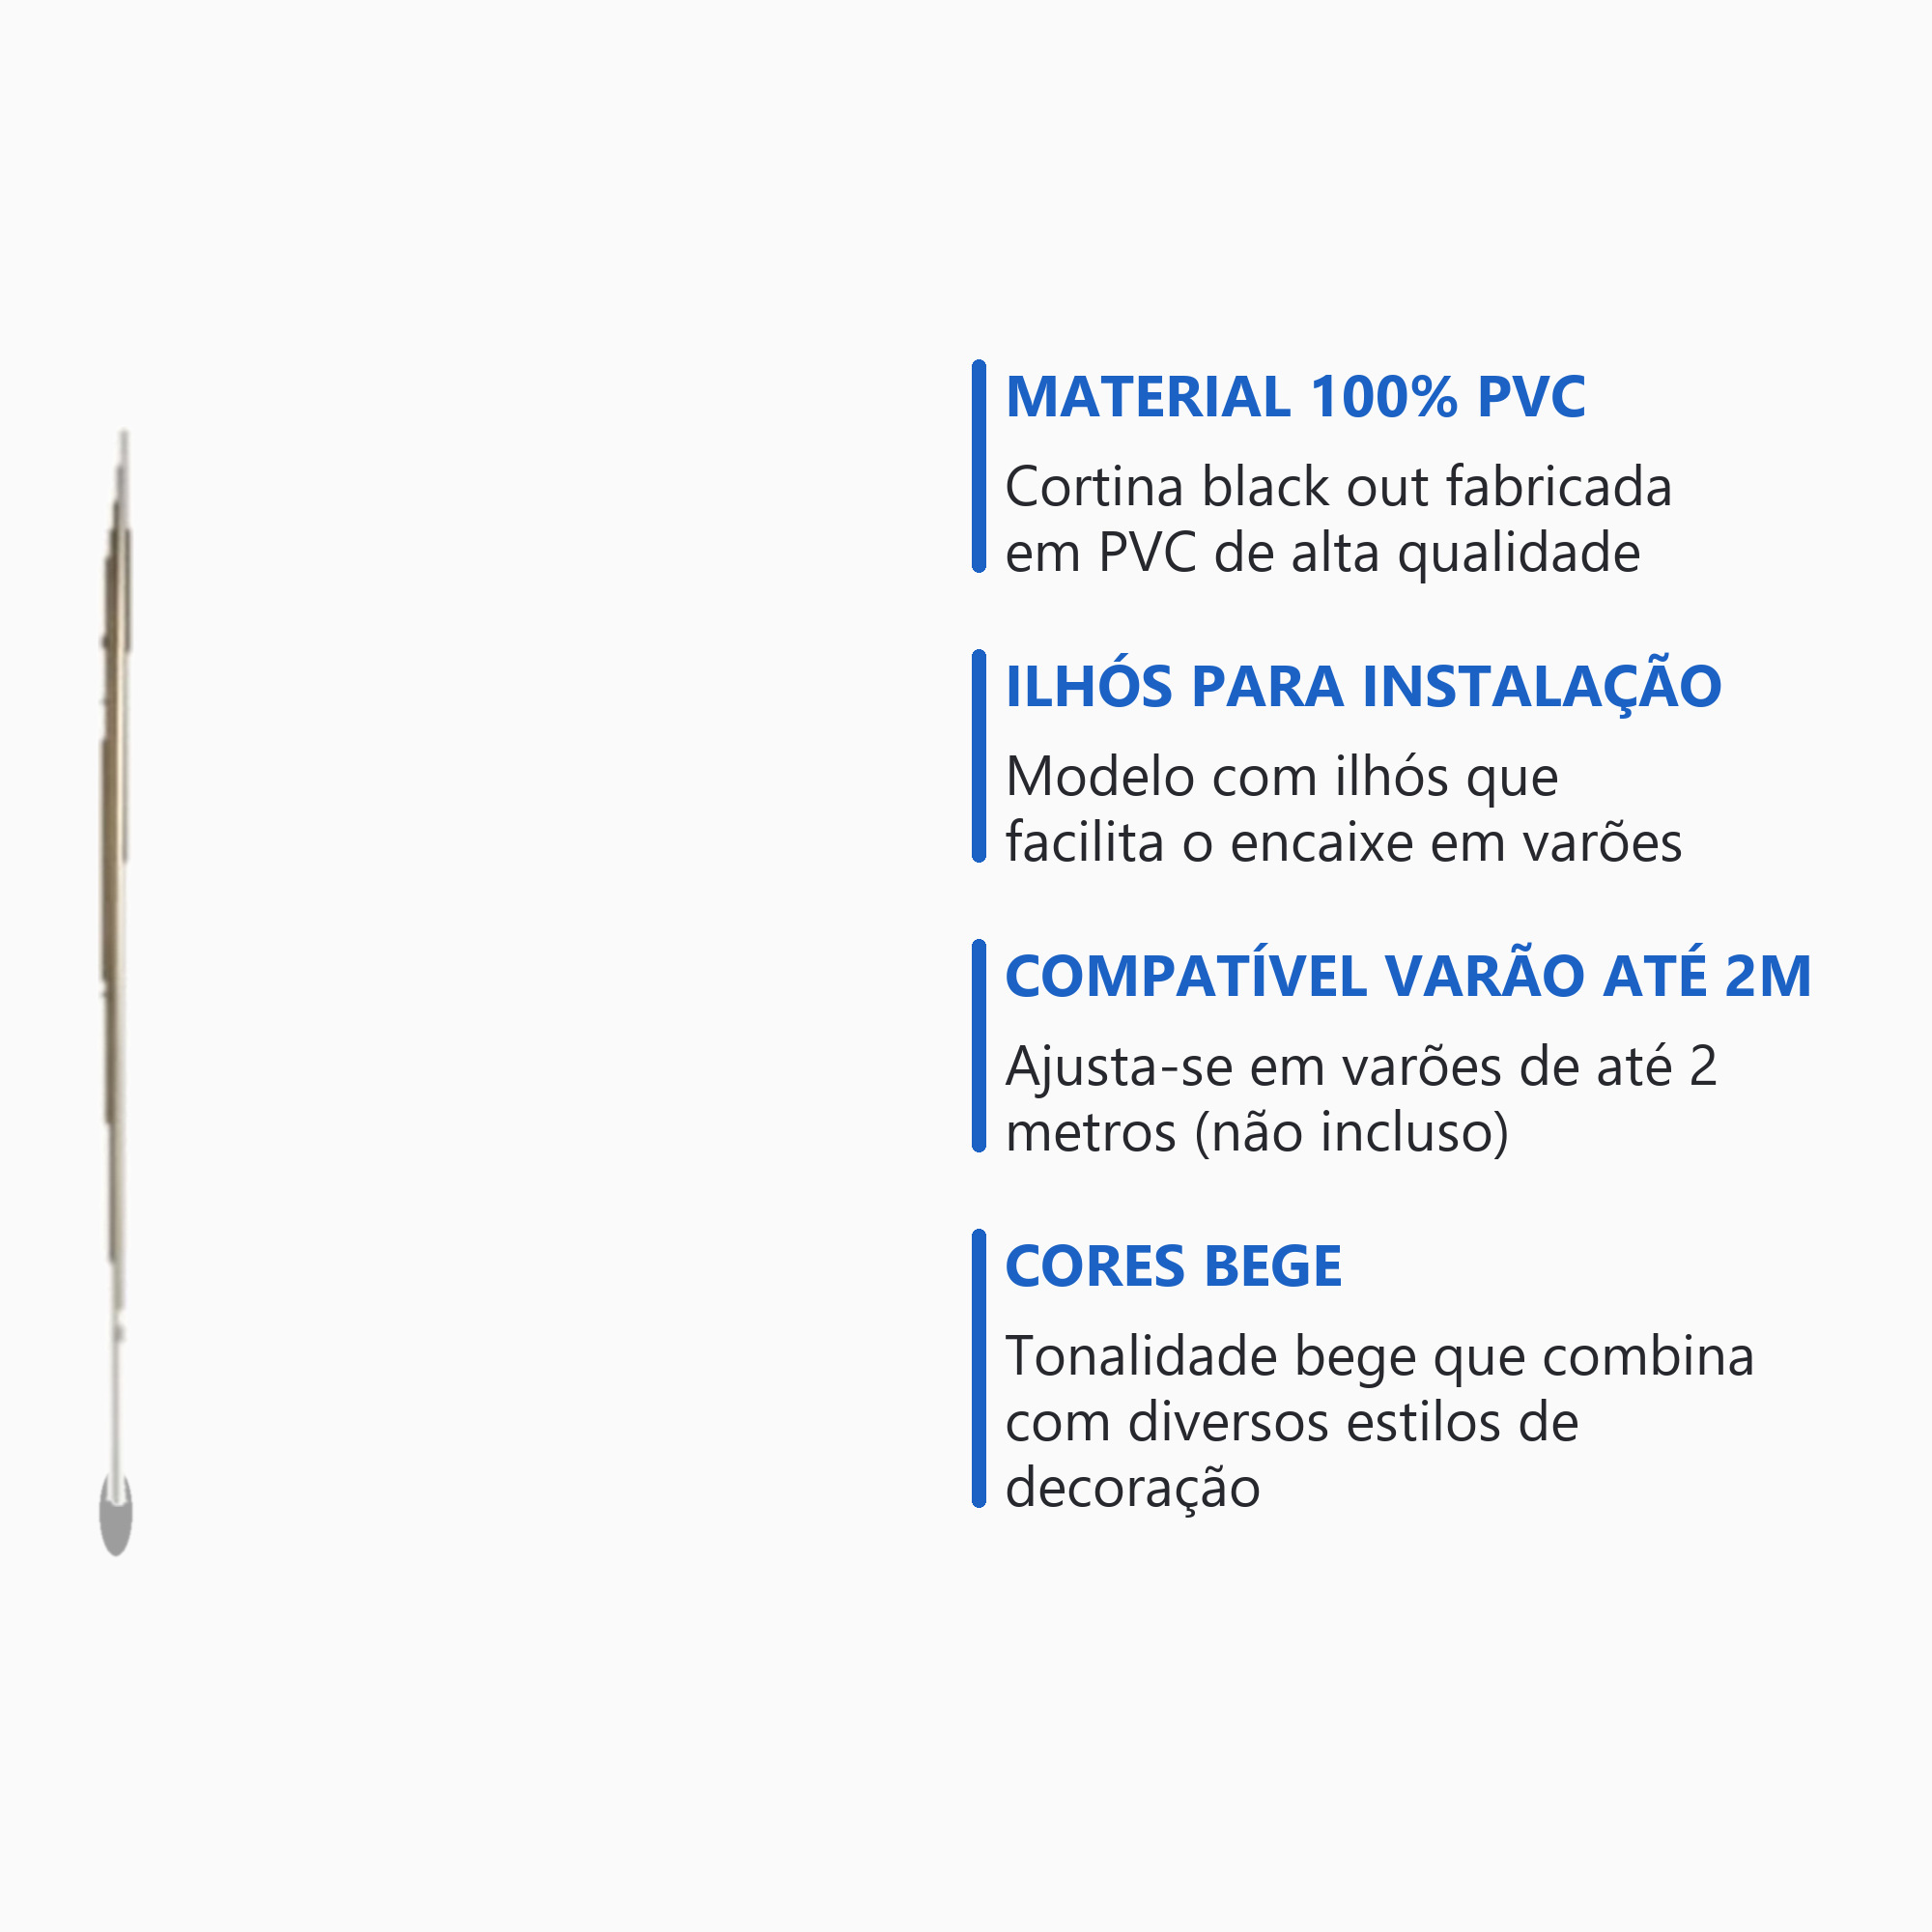 MATERIAL 100% PVC
Cortina black out fabricada
em PVC de alta qualidade
ILHÓS PARA INSTALAÇÃO
Modelo com ilhós que
facilita o encaixe em varões
COMPATÍVEL VARÃO ATÉ 2M
Ajusta-se em varões de até 2
metros (não incluso)
CORES BEGE
Tonalidade bege que combina
com diversos estilos de
decoração